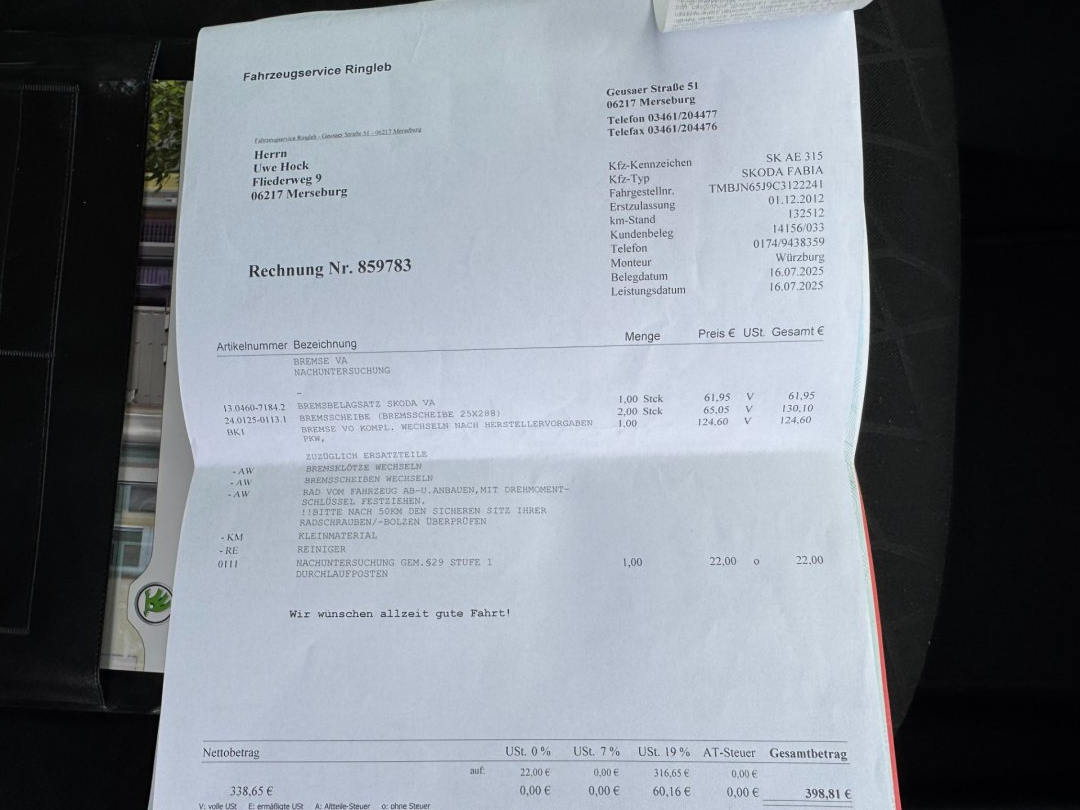 Fahrzeugservice Ringleb
Geusaer Straße 51
06217 Merseburg
Telefon 03461/204477
Telefax 03461/204476
Fahrzeugservice Ringleb - Geusaer Straße 51 - 06217 Merseburg
Herrn
Uwe Hock
Fliederweg 9
06217 Merseburg
Kfz-Kennzeichen SK AE 315
Kfz-Typ SKODA FABIA
Fahrgestellnr. TMBJN65J9C3122241
Erstzulassung 01.12.2012
km-Stand 132512
Kundenbeleg 14156/033
Telefon 0174/9438359
Monteur Würzburg
Belegdatum 16.07.2025
Leistungsdatum 16.07.2025
Rechnung Nr. 859783
Artikelnummer Bezeichnung Menge Preis € USt. Gesamt €
BREMSE VA
NACHUNTERSUCHUNG
-
13.0460-7184.2 BREMSBELAGSATZ SKODA VA 1,00 Stck 61,95 V 61,95
24.0125-0113.1 BREMSSCHEIBE (BREMSSCHEIBE 25X288) 2,00 Stck 65,05 V 130,10
BK1 BREMSE VO KOMPL. WECHSELN NACH HERSTELLERVORGABEN 1,00 124,60 V 124,60
PKW,
ZUZÜGLICH ERSATZTEILE
- AW BREMSKLÖTZE WECHSELN
- AW BREMSSCHEIBEN WECHSELN
- AW RAD VOM FAHRZEUG AB-U.ANBAUEN,MIT DREHMOMENT-
SCHLÜSSEL FESTZIEHEN.
!!BITTE NACH 50KM DEN SICHEREN SITZ IHRER
RADSCHRAUBEN/-BOLZEN ÜBERPRÜFEN
- KM KLEINMATERIAL
- RE REINIGER
0111 NACHUNTERSUCHUNG GEM.§29 STUFE 1 1,00 22,00 o 22,00
DURCHLAUFPOSTEN
Wir wünschen allzeit gute Fahrt!
Nettobetrag USt. 0 % USt. 7 % USt. 19 % AT-Steuer Gesamtbetrag
auf: 22,00 € 0,00 € 316,65 € 0,00 €
338,65 € 0,00 € 0,00 € 60,16 € 0,00 € 398,81 €
V: volle USt E: ermäßigte USt A: Altteile-Steuer o: ohne Steuer